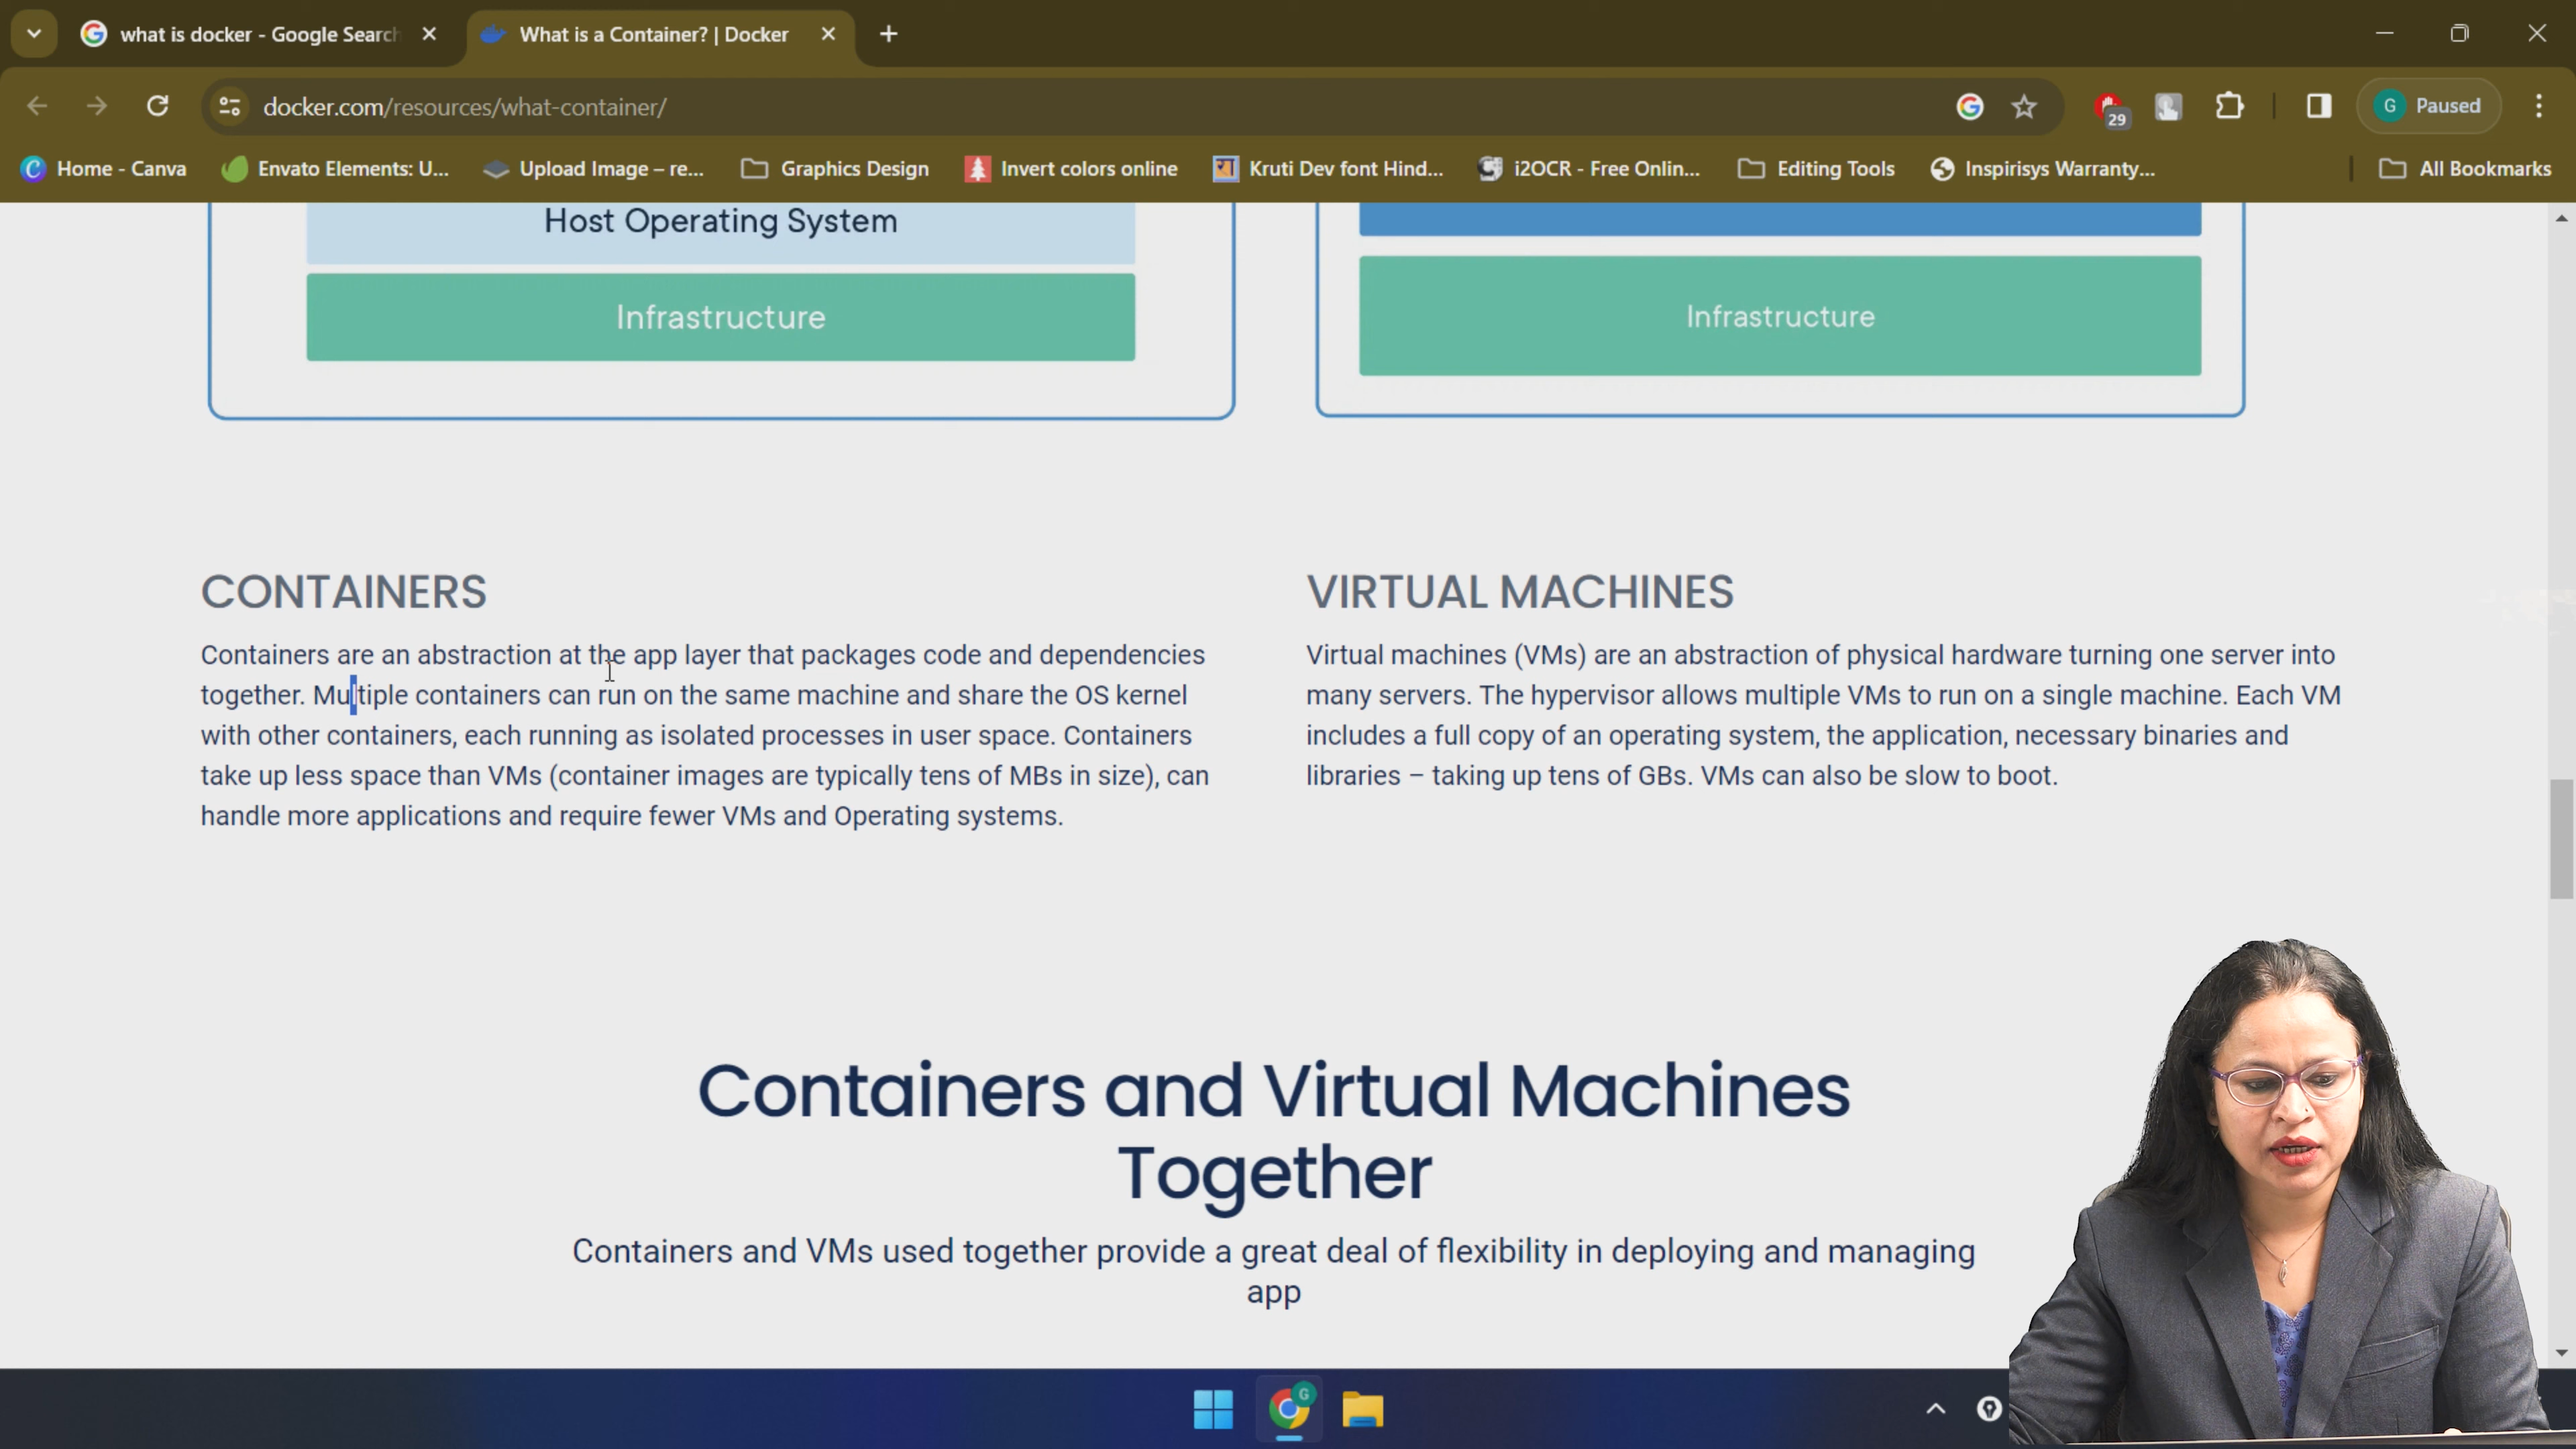 what is docker - Google Search
What is a Container? | Docker
docker.com/resources/what-container/
29
G Paused
Home - Canva
Envato Elements: U...
Upload Image – re...
Graphics Design
Invert colors online
Kruti Dev font Hind...
i2OCR - Free Onlin...
Editing Tools
Inspirisys Warranty...
All Bookmarks
Host Operating System
Infrastructure
Infrastructure
CONTAINERS
Containers are an abstraction at the app layer that packages code and dependencies
together. Multiple containers can run on the same machine and share the OS kernel
with other containers, each running as isolated processes in user space. Containers
take up less space than VMs (container images are typically tens of MBs in size), can
handle more applications and require fewer VMs and Operating systems.
VIRTUAL MACHINES
Virtual machines (VMs) are an abstraction of physical hardware turning one server into
many servers. The hypervisor allows multiple VMs to run on a single machine. Each VM
includes a full copy of an operating system, the application, necessary binaries and
libraries – taking up tens of GBs. VMs can also be slow to boot.
Containers and Virtual Machines
Together
Containers and VMs used together provide a great deal of flexibility in deploying and managing
app
G